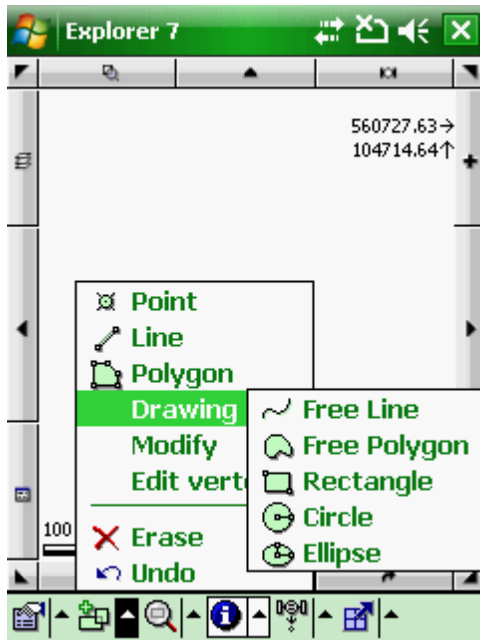 Explorer 7
560727.63→
104714.64↑
Point
Line
Polygon
Drawing
Modify
Edit vert
Free Line
Free Polygon
Rectangle
Circle
Ellipse
100
Erase
Undo